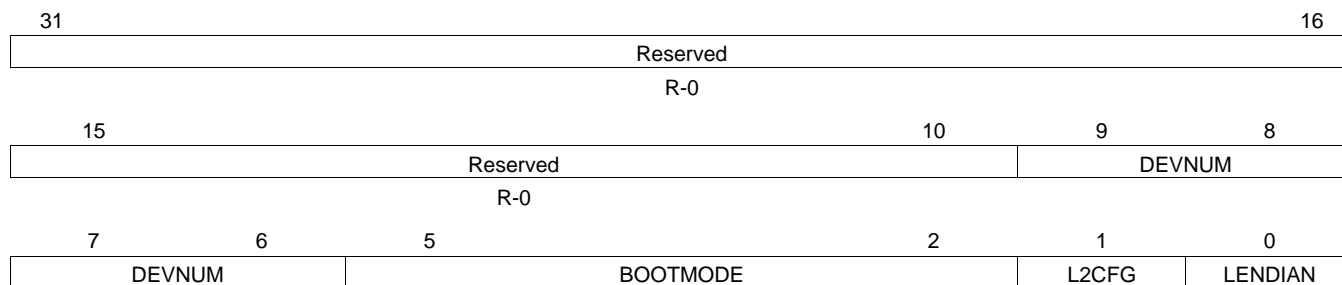 31 16
Reserved
R-0
15 10 9 8
Reserved DEVNUM
R-0
7 6 5 2 1 0
DEVNUM BOOTMODE L2CFG LENDIAN